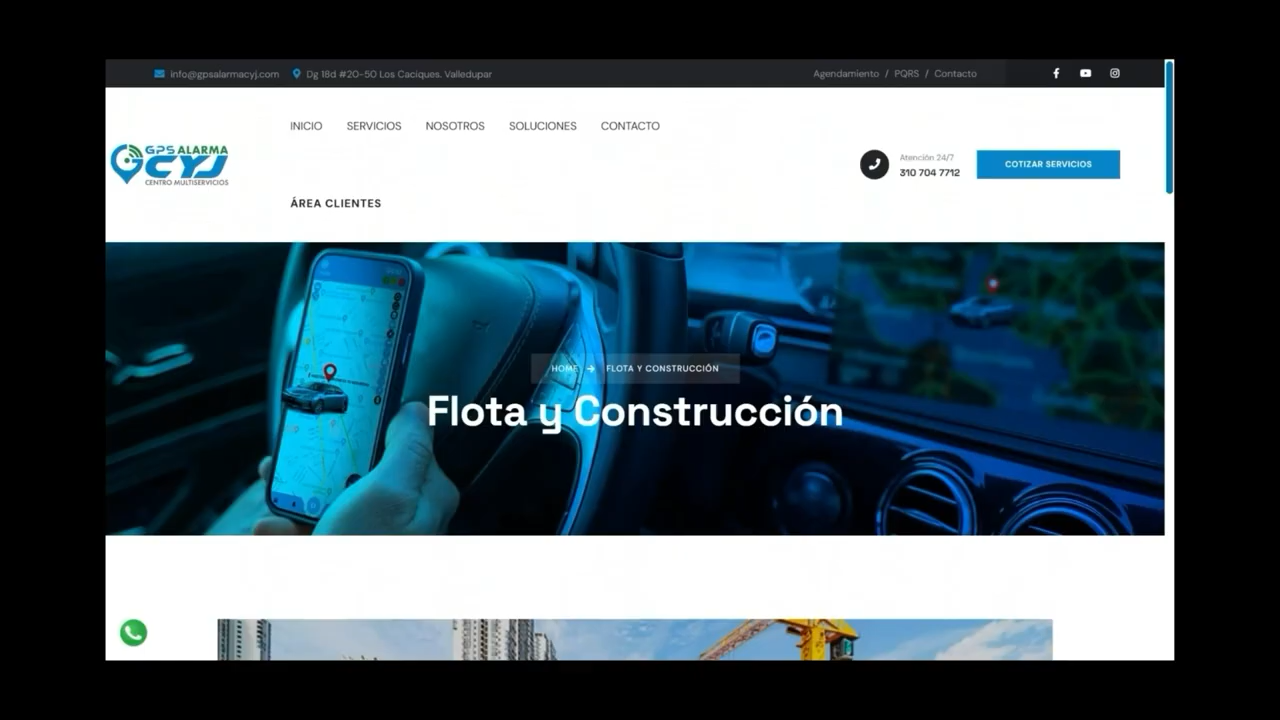 info@gpsalarmacyj.com Dg 18d #20-50 Los Caciques. Valledupar Agendamiento / PQRS / Contacto
INICIO SERVICIOS NOSOTROS SOLUCIONES CONTACTO
GPS ALARMA
CYJ
CENTRO MULTISERVICIOS
Atención 24/7
310 704 7712
COTIZAR SERVICIOS
ÁREA CLIENTES
HOME → FLOTA Y CONSTRUCCIÓN
Flota y Construcción